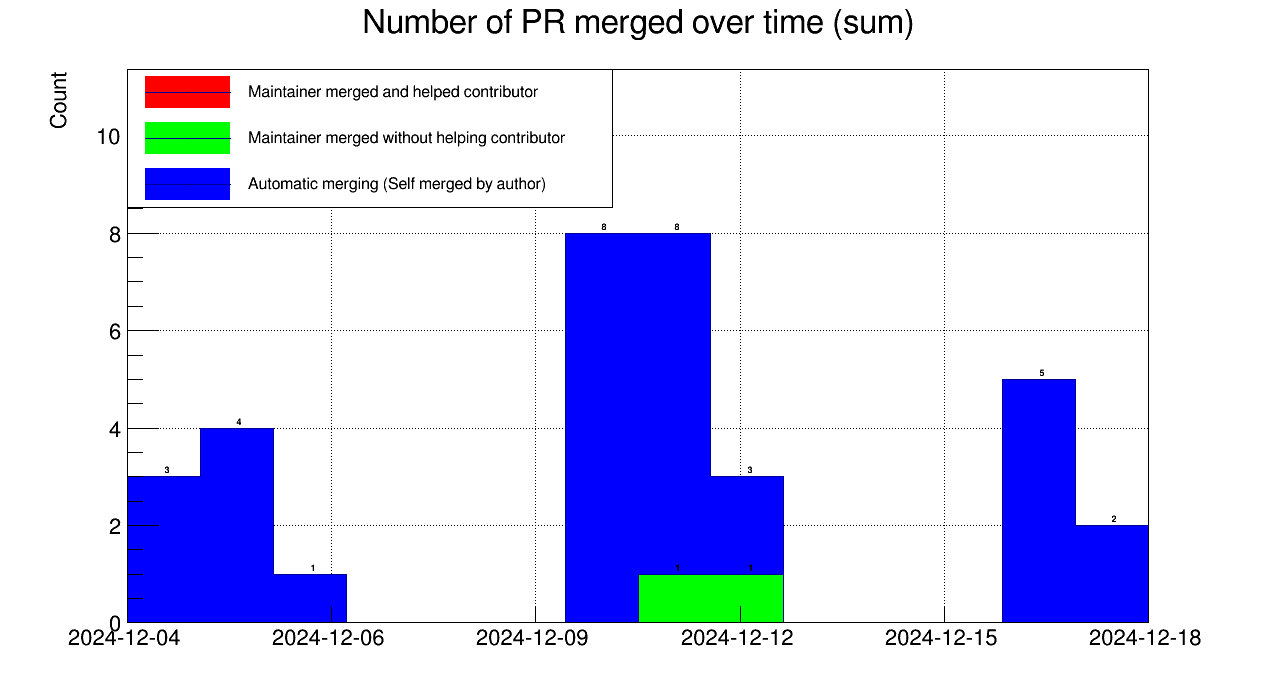 Number of PR merged over time (sum)
Count
Maintainer merged and helped contributor
Maintainer merged without helping contributor
Automatic merging (Self merged by author)
10
8
6
4
2
0
8 8
5
4
3 3
2
1 1 1
2024-12-04 2024-12-06 2024-12-09 2024-12-12 2024-12-15 2024-12-18